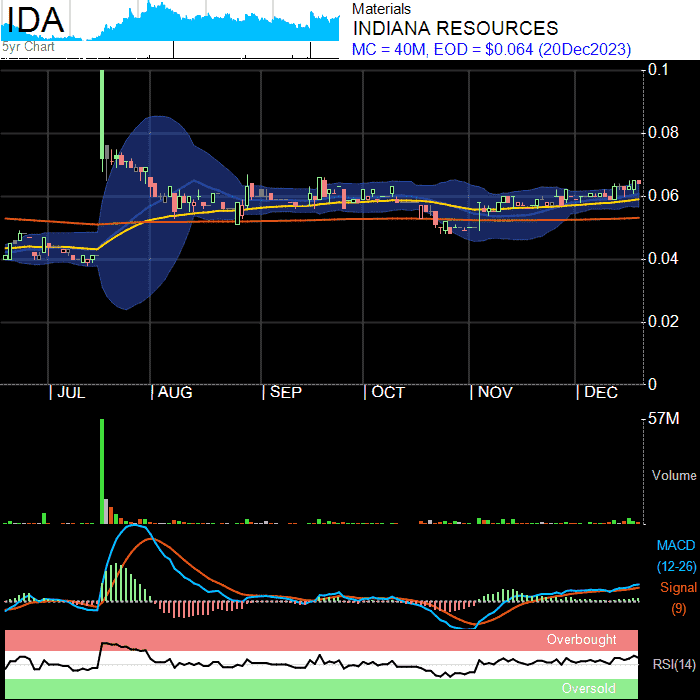 IDA
5yr Chart
Materials
INDIANA RESOURCES
MC = 40M, EOD = $0.064 (20Dec2023)
0.1
0.08
0.06
0.04
0.02
0
JUL AUG SEP OCT NOV DEC
57M
Volume
MACD
(12-26)
Signal
(9)
Overbought
RSI(14)
Oversold